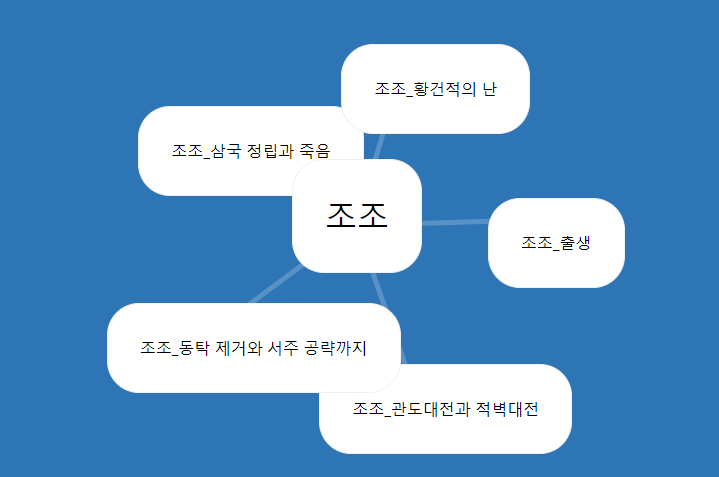 조조_황건적의 난
조조_삼국 정립과 죽음
조조
조조_출생
조조_동탁 제거와 서주 공략까지
조조_관도대전과 적벽대전